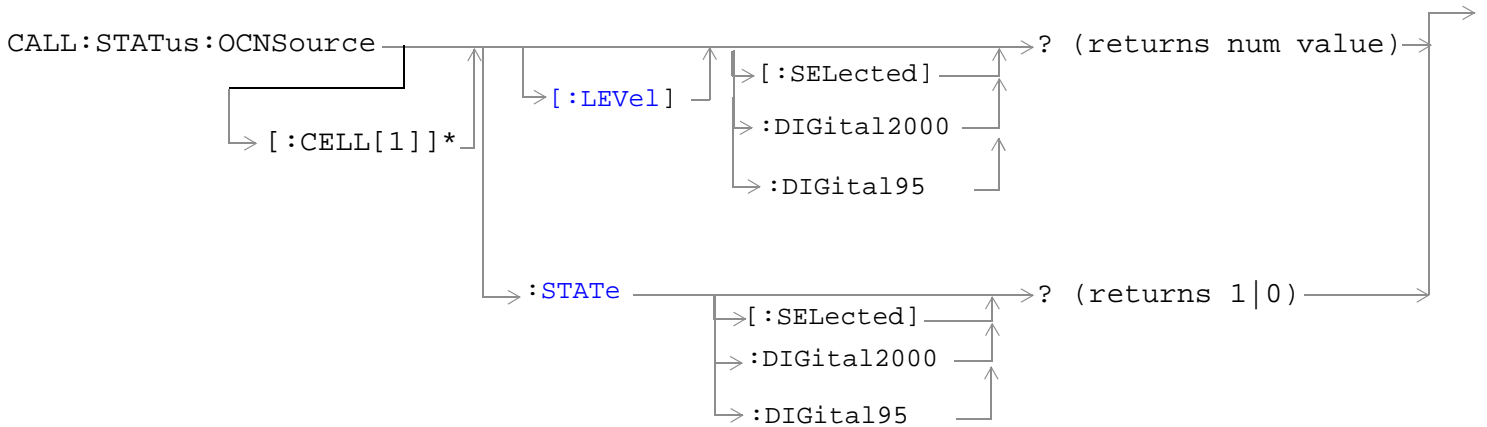 CALL:STATus:OCNSource ? (returns num value)
[:SELected]
[:LEVel]
:DIGital2000
[:CELL[1]]*
:DIGital95
:STATe ? (returns 1|0)
[:SELected]
:DIGital2000
:DIGital95